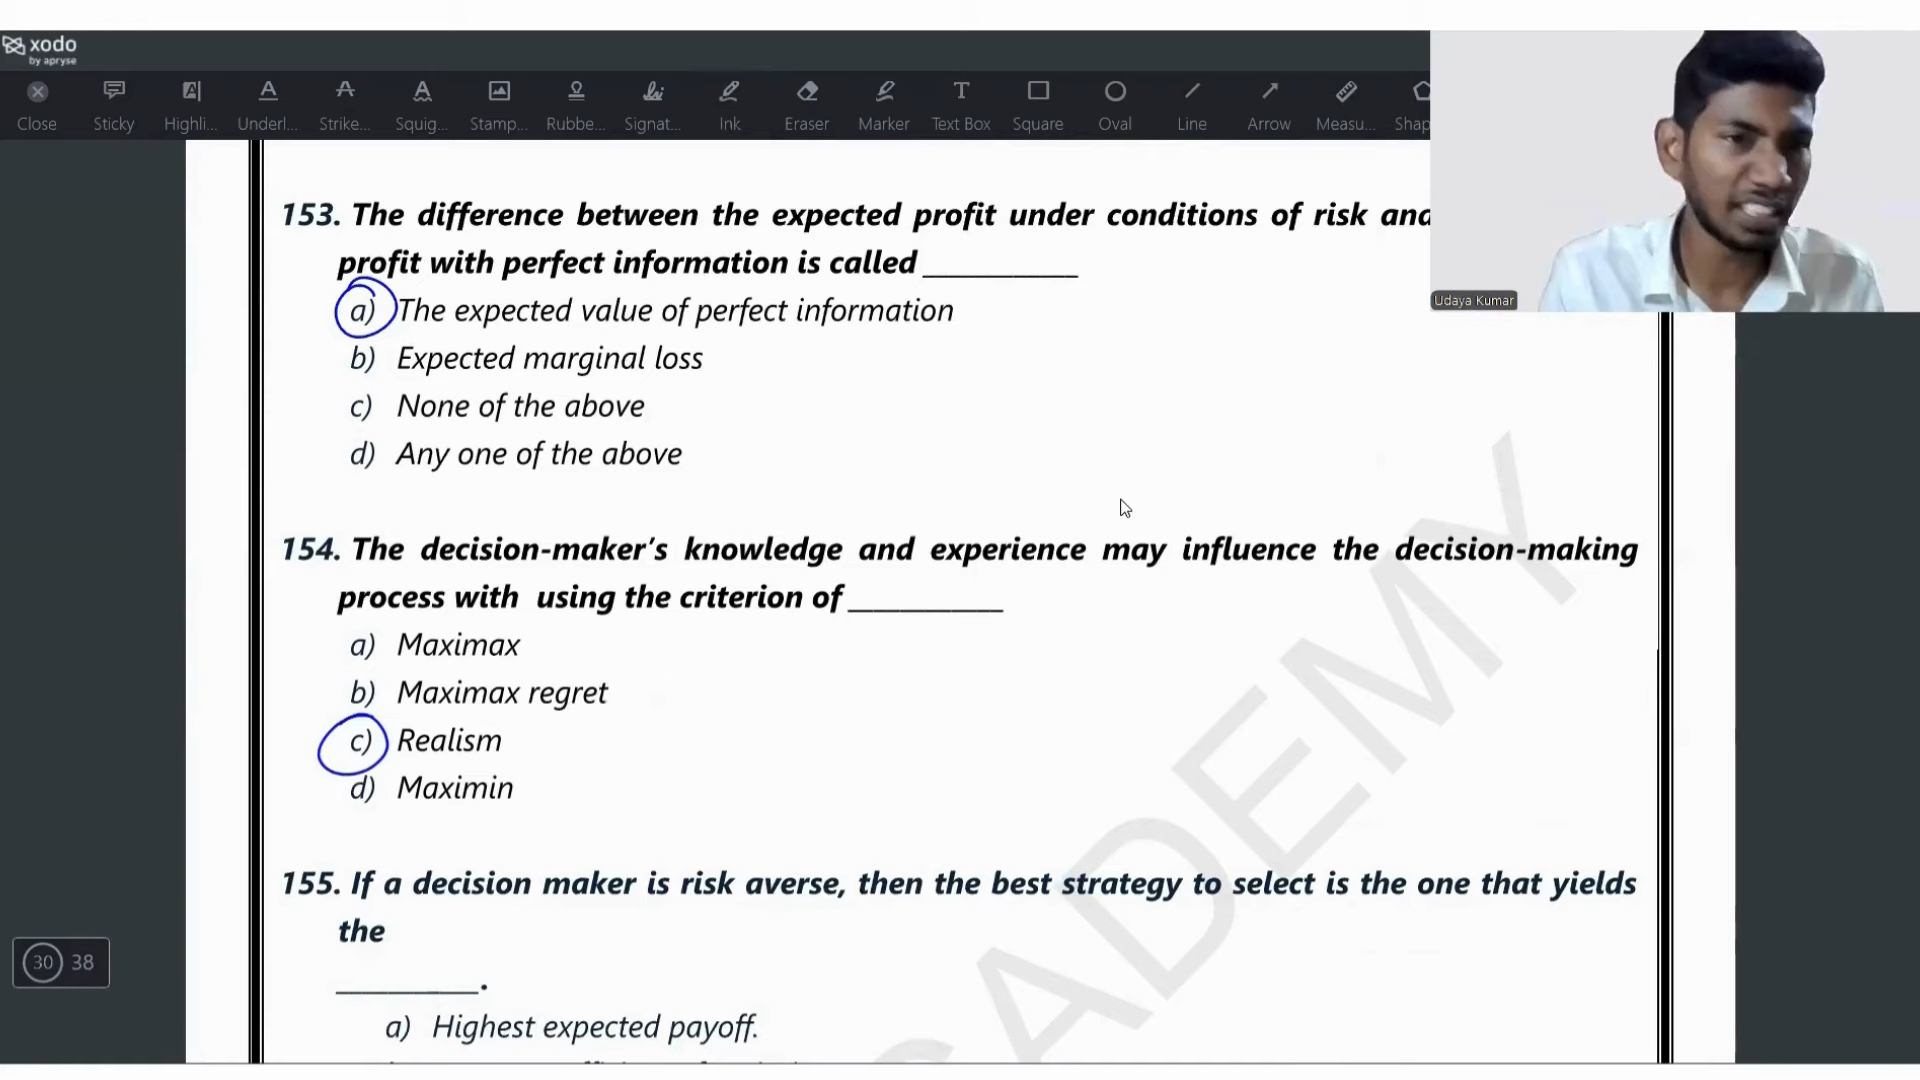 xodo
by apryse
Close Sticky Highli... Underl... Strike... Squig... Stamp... Rubbe... Signat... Ink Eraser Marker Text Box Square Oval Line Arrow Measu... Shap
Udaya Kumar
153. The difference between the expected profit under conditions of risk and
profit with perfect information is called ___________
a) The expected value of perfect information
b) Expected marginal loss
c) None of the above
d) Any one of the above
154. The decision-maker’s knowledge and experience may influence the decision-making
process with using the criterion of ___________
a) Maximax
b) Maximax regret
c) Realism
d) Maximin
155. If a decision maker is risk averse, then the best strategy to select is the one that yields
the
__________.
a) Highest expected payoff.
30 38
CADEMY